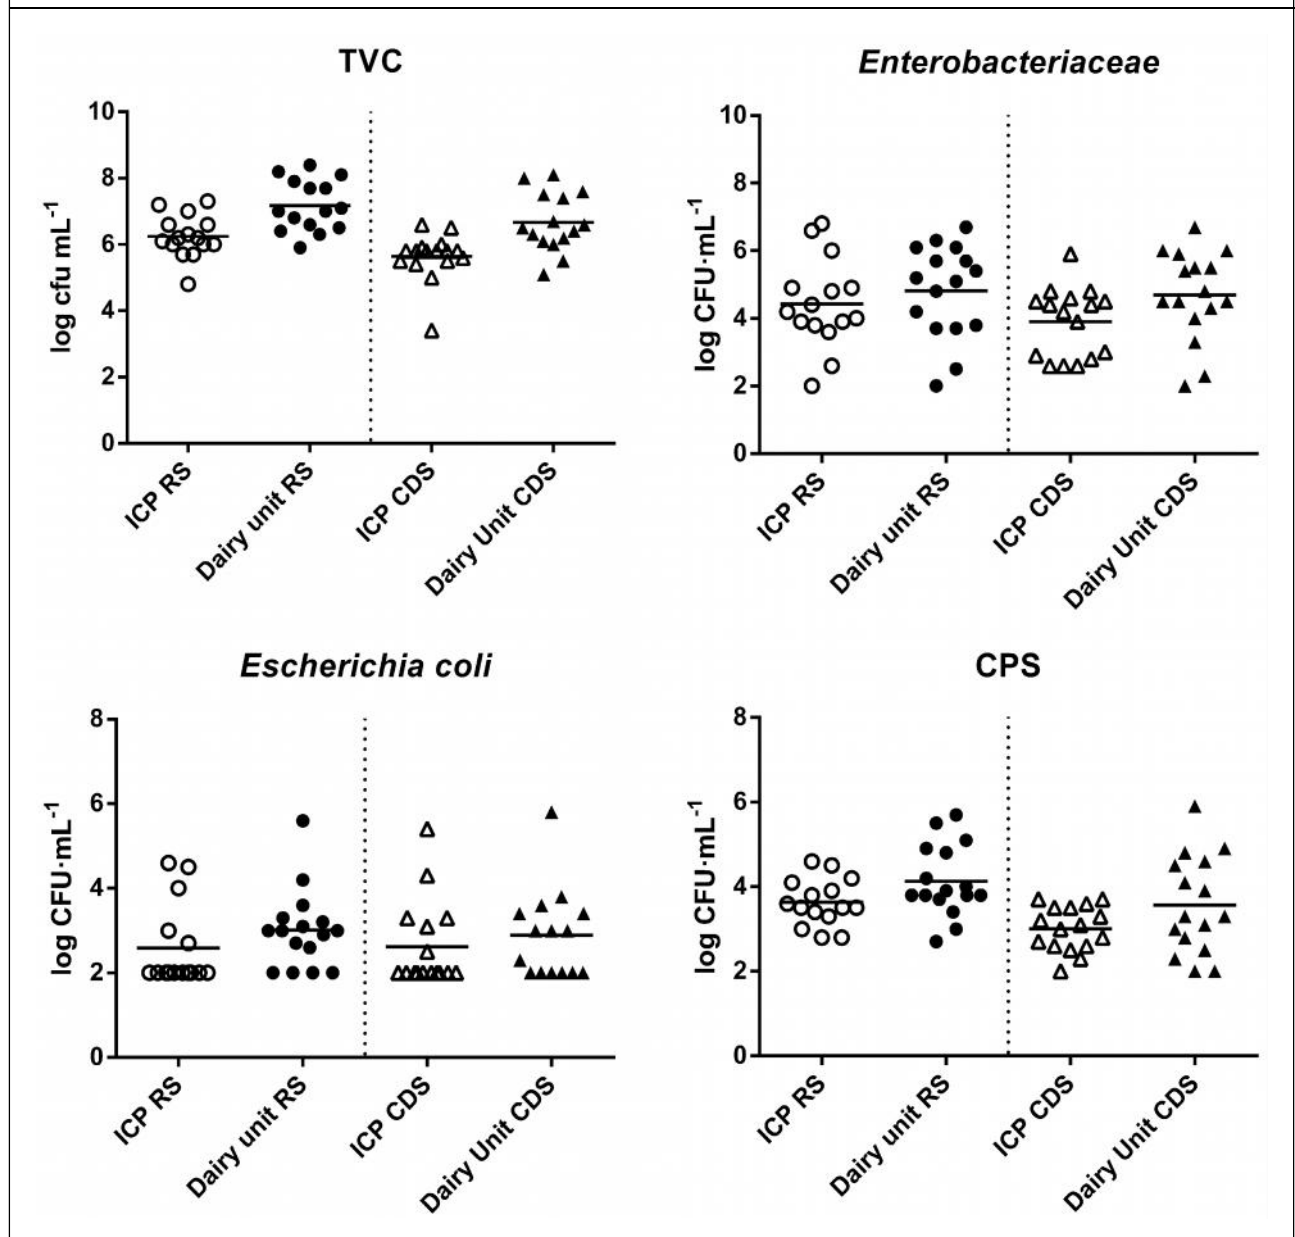 TVC
log cfu mL⁻¹
10
8
6
4
2
0
ICP RS
Dairy unit RS
ICP CDS
Dairy Unit CDS
Enterobacteriaceae
log CFU·mL⁻¹
10
8
6
4
2
0
ICP RS
Dairy unit RS
ICP CDS
Dairy Unit CDS
Escherichia coli
log CFU·mL⁻¹
8
6
4
2
0
ICP RS
Dairy unit RS
ICP CDS
Dairy Unit CDS
CPS
log CFU·mL⁻¹
8
6
4
2
0
ICP RS
Dairy unit RS
ICP CDS
Dairy Unit CDS